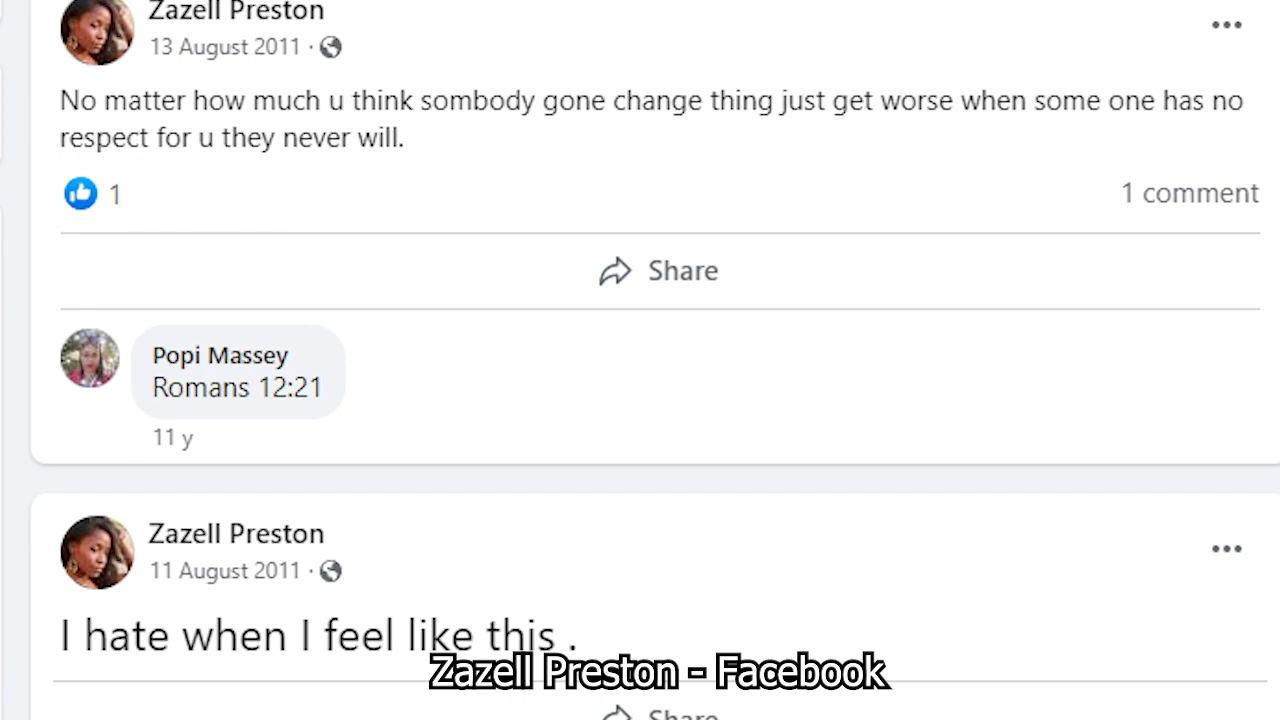 Zazell Preston
13 August 2011 ·
No matter how much u think sombody gone change thing just get worse when some one has no
respect for u they never will.
1
1 comment
Share
Popi Massey
Romans 12:21
11 y
Zazell Preston
11 August 2011 ·
I hate when I feel like this .
Zazell Preston - Facebook
Share